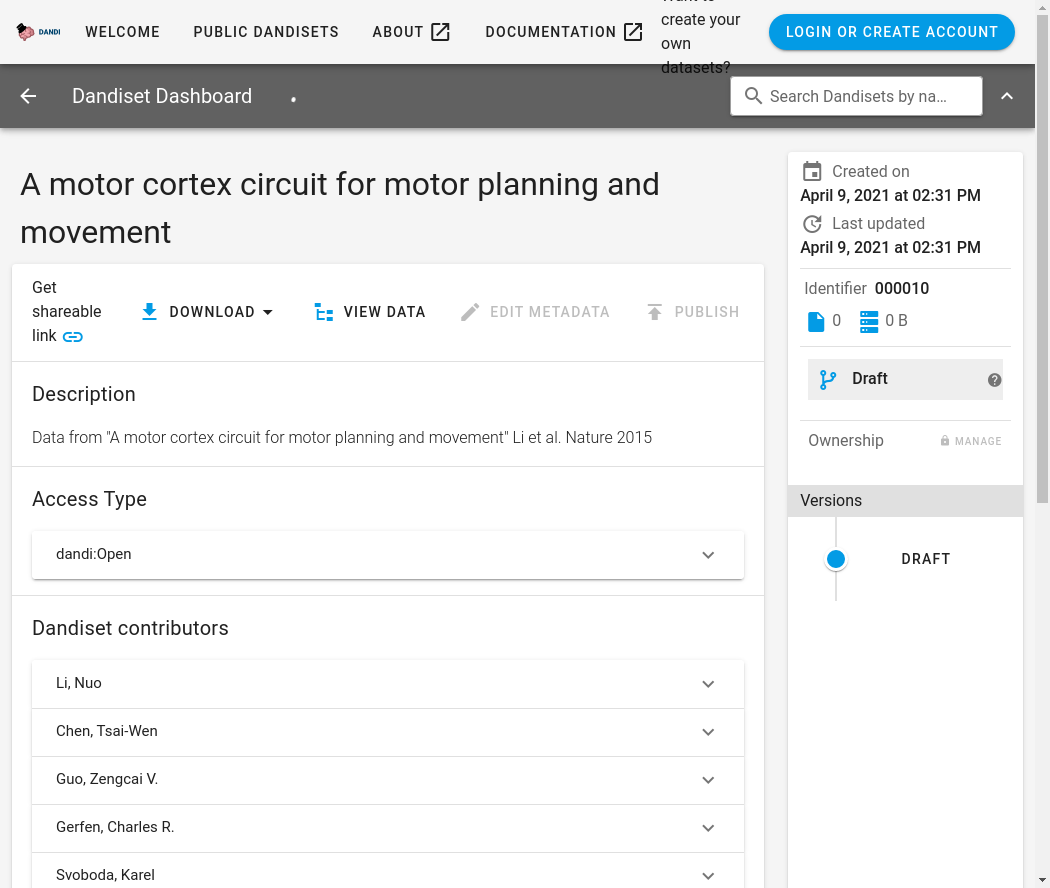 DANDI
WELCOME
PUBLIC DANDISETS
ABOUT
DOCUMENTATION
create your
own
datasets?
LOGIN OR CREATE ACCOUNT
Dandiset Dashboard
Search Dandisets by na...
A motor cortex circuit for motor planning and
movement
Get
shareable
link
DOWNLOAD
VIEW DATA
EDIT METADATA
PUBLISH
Description
Data from "A motor cortex circuit for motor planning and movement" Li et al. Nature 2015
Access Type
dandi:Open
Dandiset contributors
Li, Nuo
Chen, Tsai-Wen
Guo, Zengcai V.
Gerfen, Charles R.
Svoboda, Karel
Created on
April 9, 2021 at 02:31 PM
Last updated
April 9, 2021 at 02:31 PM
Identifier 000010
0
0 B
Draft
Ownership
MANAGE
Versions
DRAFT